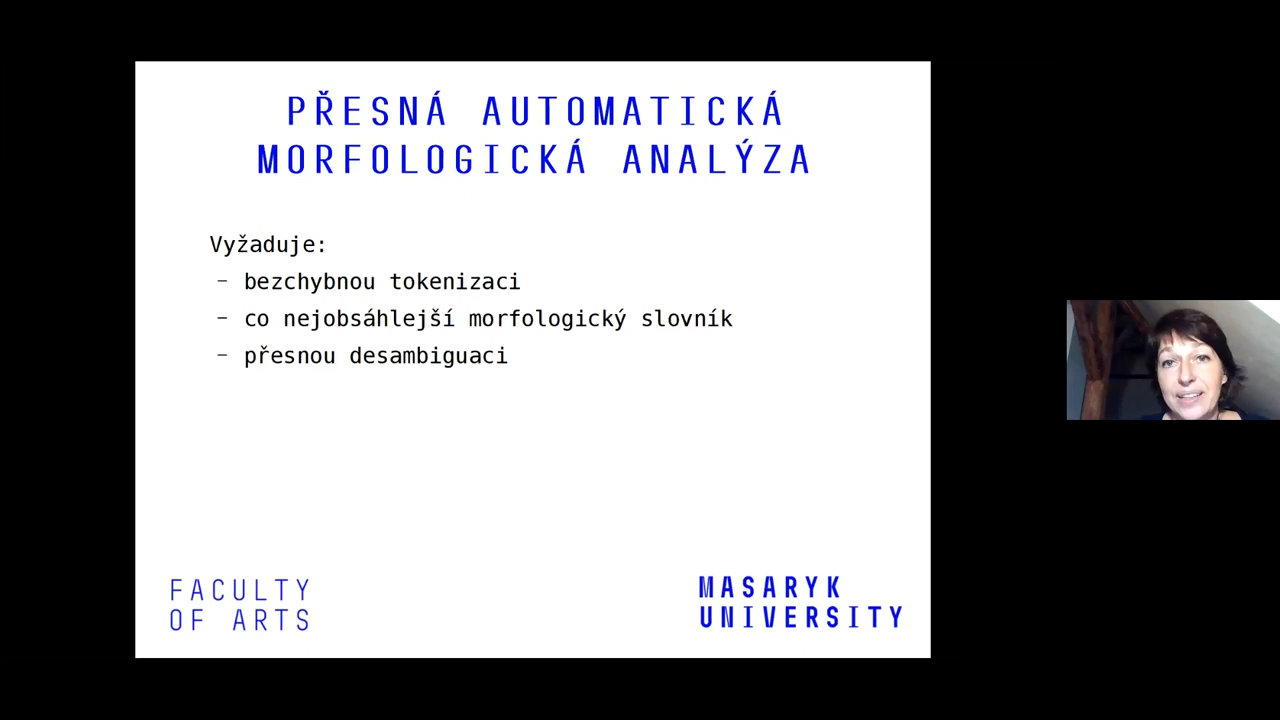 PŘESNÁ AUTOMATICKÁ
MORFOLOGICKÁ ANALÝZA
Vyžaduje:
– bezchybnou tokenizaci
– co nejobsáhlejší morfologický slovník
– přesnou desambiguaci
FACULTY
OF ARTS
MASARYK
UNIVERSITY